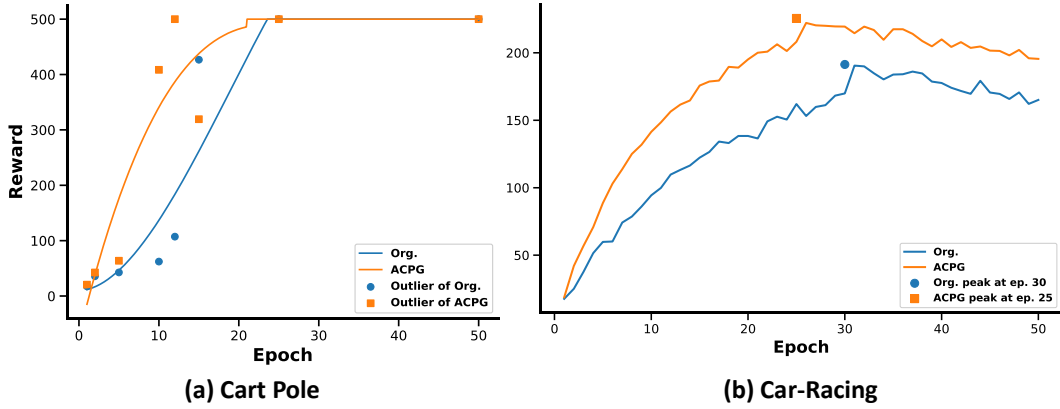 500
400
300
200
100
0
Reward
0
10
20
30
40
50
Epoch
Org.
ACPG
Outlier of Org.
Outlier of ACPG
(a) Cart Pole
200
150
100
50
0
10
20
30
40
50
Epoch
Org.
ACPG
Org. peak at ep. 30
ACPG peak at ep. 25
(b) Car-Racing